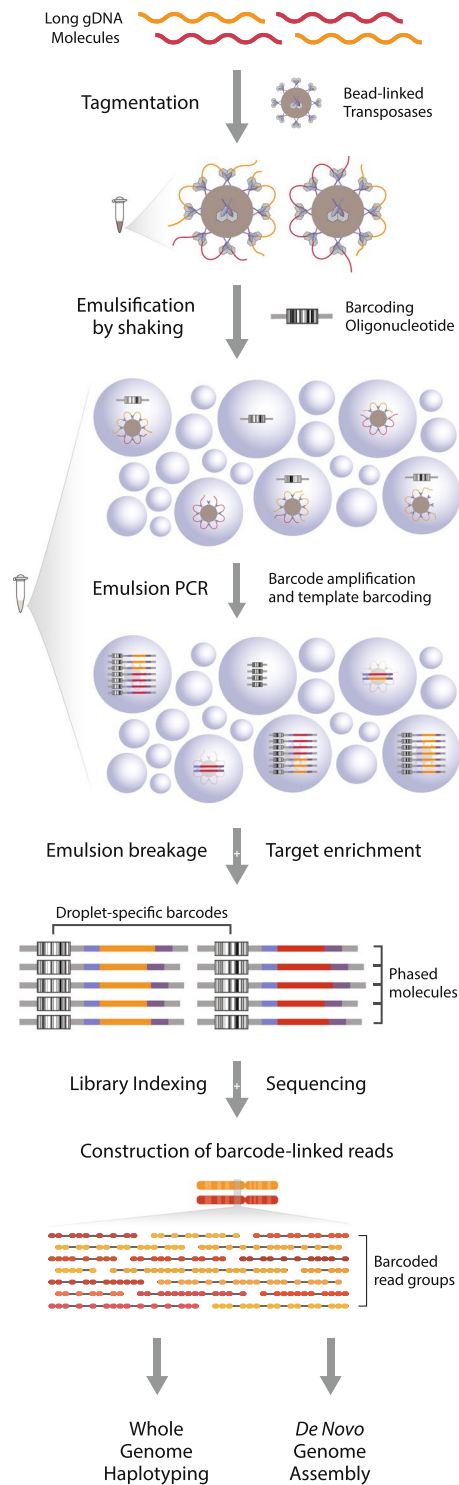 Long gDNA
Molecules
Tagmentation
Bead-linked
Transposases
Emulsification
by shaking
Barcoding
Oligonucleotide
Emulsion PCR
Barcode amplification
and template barcoding
Emulsion breakage + Target enrichment
Droplet-specific barcodes
Phased
molecules
Library Indexing + Sequencing
Construction of barcode-linked reads
Barcoded
read groups
Whole
Genome
Haplotyping
De Novo
Genome
Assembly